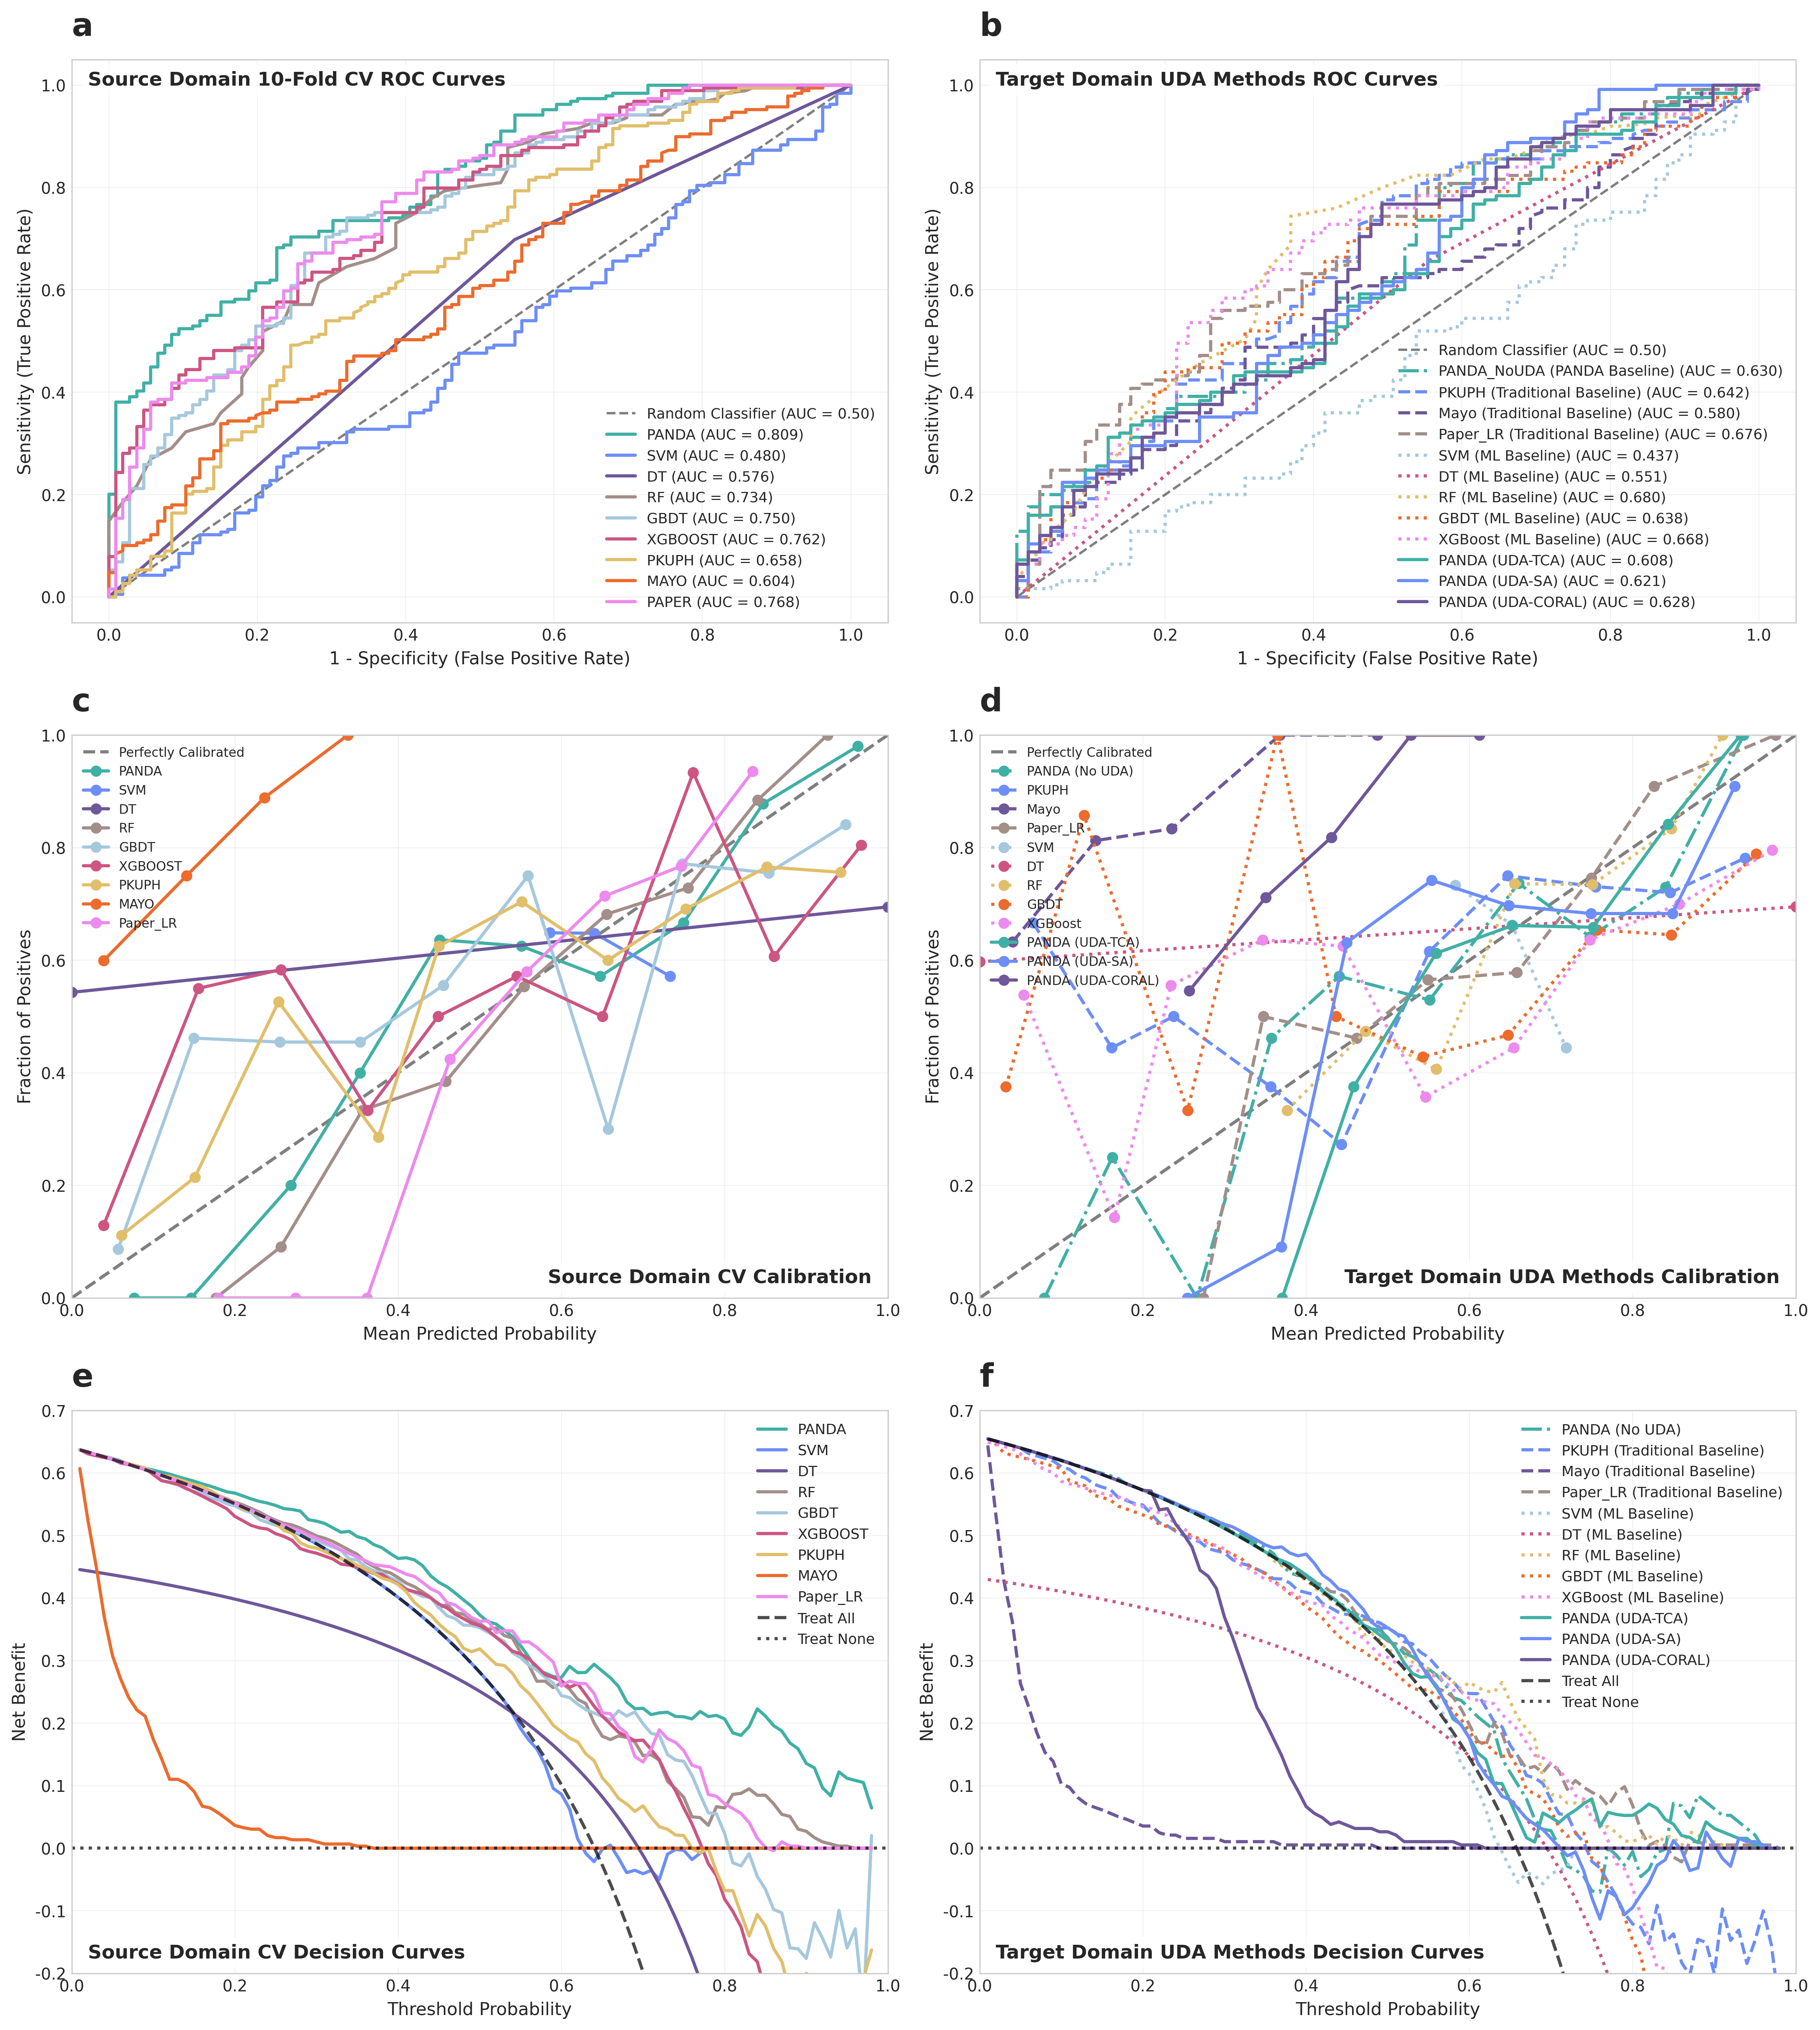 a
Source Domain 10-Fold CV ROC Curves
Sensitivity (True Positive Rate)
1.0
0.8
0.6
0.4
0.2
0.0
Random Classifier (AUC = 0.50)
PANDA (AUC = 0.809)
SVM (AUC = 0.480)
DT (AUC = 0.576)
RF (AUC = 0.734)
GBDT (AUC = 0.750)
XGBOOST (AUC = 0.762)
PKUPH (AUC = 0.658)
MAYO (AUC = 0.604)
PAPER (AUC = 0.768)
0.0 0.2 0.4 0.6 0.8 1.0
1 - Specificity (False Positive Rate)
b
Target Domain UDA Methods ROC Curves
Sensitivity (True Positive Rate)
1.0
0.8
0.6
0.4
0.2
0.0
Random Classifier (AUC = 0.50)
PANDA_NoUDA (PANDA Baseline) (AUC = 0.630)
PKUPH (Traditional Baseline) (AUC = 0.642)
Mayo (Traditional Baseline) (AUC = 0.580)
Paper_LR (Traditional Baseline) (AUC = 0.676)
SVM (ML Baseline) (AUC = 0.437)
DT (ML Baseline) (AUC = 0.551)
RF (ML Baseline) (AUC = 0.680)
GBDT (ML Baseline) (AUC = 0.638)
XGBoost (ML Baseline) (AUC = 0.668)
PANDA (UDA-TCA) (AUC = 0.608)
PANDA (UDA-SA) (AUC = 0.621)
PANDA (UDA-CORAL) (AUC = 0.628)
0.0 0.2 0.4 0.6 0.8 1.0
1 - Specificity (False Positive Rate)
c
Fraction of Positives
1.0
0.8
0.6
0.4
0.2
0.0
Perfectly Calibrated
PANDA
SVM
DT
RF
GBDT
XGBOOST
PKUPH
MAYO
Paper_LR
Source Domain CV Calibration
0.0 0.2 0.4 0.6 0.8 1.0
Mean Predicted Probability
d
Fraction of Positives
1.0
0.8
0.6
0.4
0.2
0.0
Perfectly Calibrated
PANDA (No UDA)
PKUPH
Mayo
Paper_LR
SVM
DT
RF
GBDT
XGBoost
PANDA (UDA-TCA)
PANDA (UDA-SA)
PANDA (UDA-CORAL)
Target Domain UDA Methods Calibration
0.0 0.2 0.4 0.6 0.8 1.0
Mean Predicted Probability
e
Net Benefit
0.7
0.6
0.5
0.4
0.3
0.2
0.1
0.0
-0.1
-0.2
PANDA
SVM
DT
RF
GBDT
XGBOOST
PKUPH
MAYO
Paper_LR
Treat All
Treat None
Source Domain CV Decision Curves
0.0 0.2 0.4 0.6 0.8 1.0
Threshold Probability
f
Net Benefit
0.7
0.6
0.5
0.4
0.3
0.2
0.1
0.0
-0.1
-0.2
PANDA (No UDA)
PKUPH (Traditional Baseline)
Mayo (Traditional Baseline)
Paper_LR (Traditional Baseline)
SVM (ML Baseline)
DT (ML Baseline)
RF (ML Baseline)
GBDT (ML Baseline)
XGBoost (ML Baseline)
PANDA (UDA-TCA)
PANDA (UDA-SA)
PANDA (UDA-CORAL)
Treat All
Treat None
Target Domain UDA Methods Decision Curves
0.0 0.2 0.4 0.6 0.8 1.0
Threshold Probability